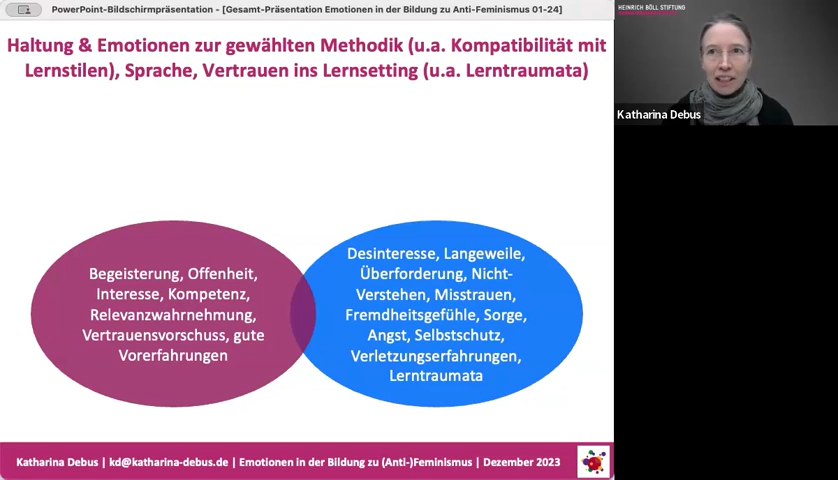 PowerPoint-Bildschirmpräsentation - [Gesamt-Präsentation Emotionen in der Bildung zu Anti-Feminismus 01-24]
HEINRICH BÖLL STIFTUNG
Haltung & Emotionen zur gewählten Methodik (u.a. Kompatibilität mit
Lernstilen), Sprache, Vertrauen ins Lernsetting (u.a. Lerntraumata)
Katharina Debus
Begeisterung, Offenheit,
Interesse, Kompetenz,
Relevanzwahrnehmung,
Vertrauensvorschuss, gute
Vorerfahrungen
Desinteresse, Langeweile,
Überforderung, Nicht-
Verstehen, Misstrauen,
Fremdheitsgefühle, Sorge,
Angst, Selbstschutz,
Verletzungserfahrungen,
Lerntraumata
Katharina Debus | kd@katharina-debus.de | Emotionen in der Bildung zu (Anti-)Feminismus | Dezember 2023